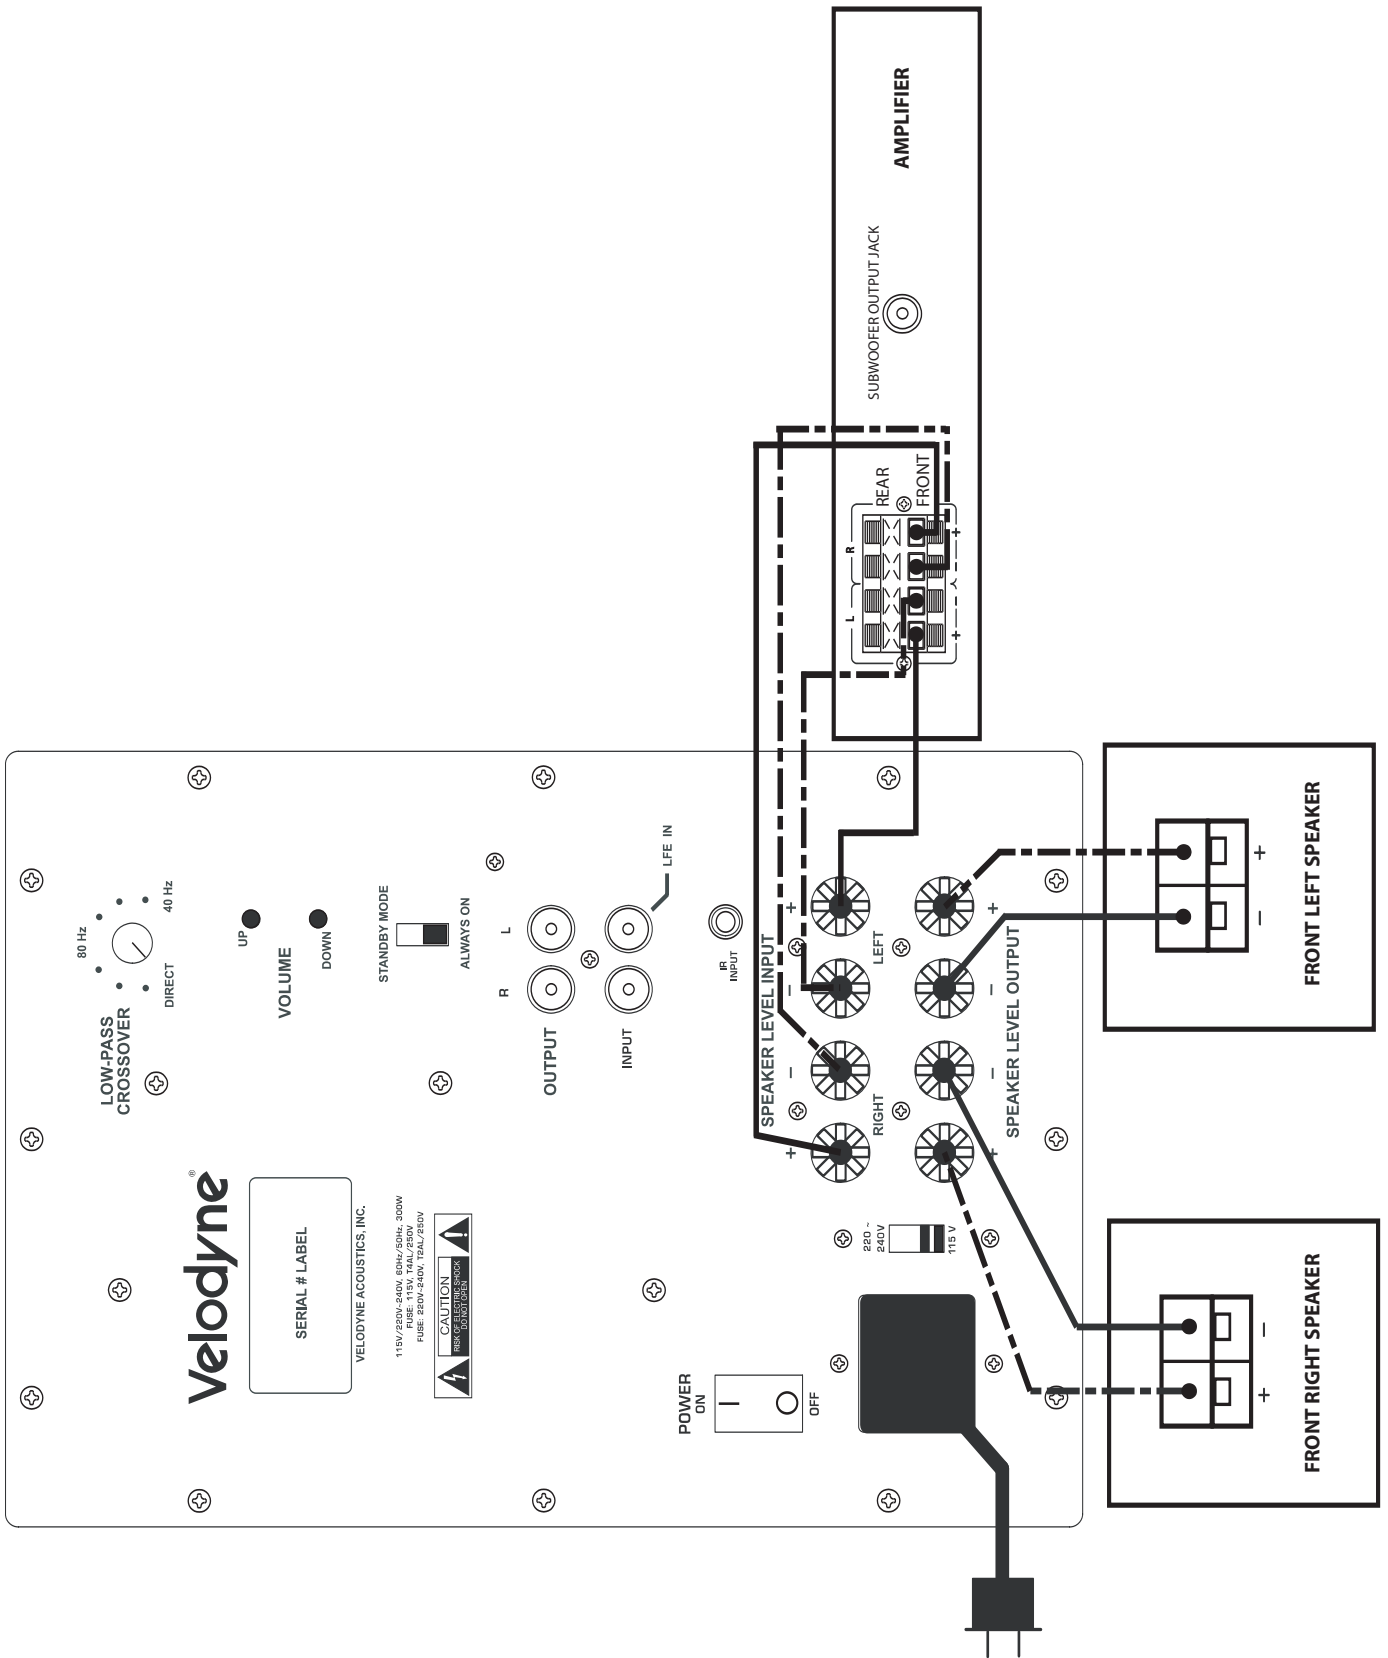 AMPLIFIER
SUBWOOFER OUTPUT JACK
REAR
FRONT
R
L
+
–
–
+
LOW-PASS
CROSSOVER
80 Hz
40 Hz
DIRECT
VOLUME
UP
DOWN
STANDBY MODE
ALWAYS ON
OUTPUT
R
L
INPUT
LFE IN
IR
INPUT
SPEAKER LEVEL INPUT
+
–
–
+
RIGHT
LEFT
SPEAKER LEVEL OUTPUT
+
–
–
+
Velodyne®
SERIAL # LABEL
VELODYNE ACOUSTICS, INC.
115V/220V~240V, 60Hz/50Hz, 300W
FUSE: 115V, T4AL/250V
FUSE: 220V~240V, T2AL/250V
CAUTION
RISK OF ELECTRIC SHOCK
DO NOT OPEN
POWER
ON
OFF
220~
240V
115 V
FRONT LEFT SPEAKER
–
+
FRONT RIGHT SPEAKER
+
–